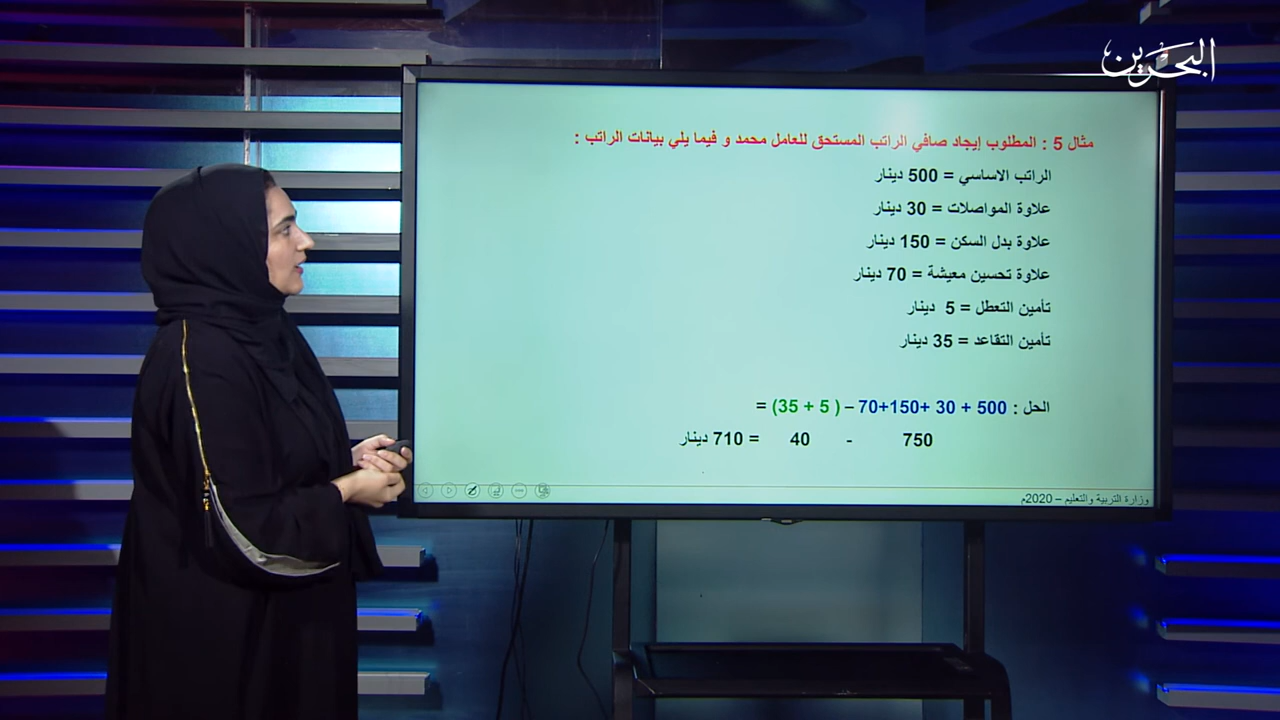 البحرين
مثال 5 : المطلوب إيجاد صافي الراتب المستحق للعامل محمد و فيما يلي بيانات الراتب :
الراتب الاساسي = 500 دينار
علاوة المواصلات = 30 دينار
علاوة بدل السكن = 150 دينار
علاوة تحسين معيشة = 70 دينار
تأمين التعطل = 5 دينار
تأمين التقاعد = 35 دينار
الحل : 500 + 30 +150+70 – ( 5 + 35) =
750 - 40 = 710 دينار
وزارة التربية والتعليم – 2020م